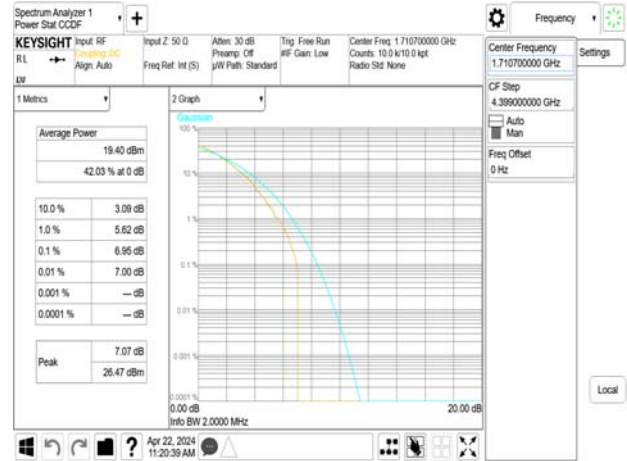 Spectrum Analyzer 1
Power Stat CCDF
Frequency
KEYSIGHT
Input: RF
Input Z: 50 Ω
Atten: 30 dB
Trig: Free Run
Center Freq: 1.710700000 GHz
RL
Coupling: DC
Preamp: Off
#IF Gain: Low
Counts: 10.0 k/10.0 kpt
Align: Auto
Freq Ref: Int (S)
µW Path: Standard
Radio Std: None
Center Frequency
1.710700000 GHz
Settings
CF Step
4.399000000 GHz
Auto
Man
Freq Offset
0 Hz
1 Metrics
2 Graph
Gaussian
Average Power
19.40 dBm
42.03 % at 0 dB
10.0 % 3.09 dB
1.0 % 5.62 dB
0.1 % 6.95 dB
0.01 % 7.00 dB
0.001 % --- dB
0.0001 % --- dB
Peak
7.07 dB
26.47 dBm
100 %
10 %
1 %
0.1 %
0.01 %
0.001 %
0.0001 %
0.00 dB
20.00 dB
Info BW 2.0000 MHz
Local
?
Apr 22, 2024
11:20:39 AM